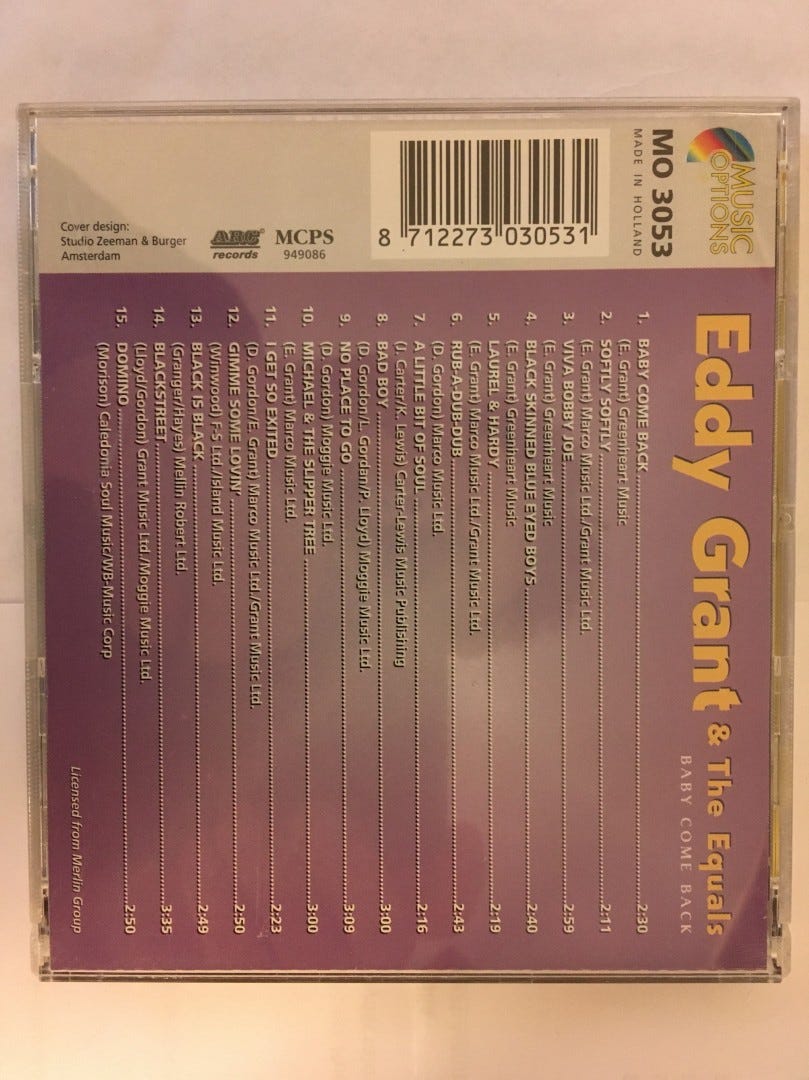 Eddy Grant & The Equals
BABY COME BACK
1. BABY COME BACK 2:30
(E. Grant) Greenheart Music
2. SOFTLY SOFTLY 2:11
(E. Grant) Marco Music Ltd./Grant Music Ltd.
3. VIVA BOBBY JOE 2:59
(E. Grant) Greenheart Music
4. BLACK SKINNED BLUE EYED BOYS 2:40
(E. Grant) Greenheart Music
5. LAUREL & HARDY 2:19
(E. Grant) Marco Music Ltd./Grant Music Ltd.
6. RUB-A-DUB-DUB 2:43
(D. Gordon) Marco Music Ltd.
7. A LITTLE BIT OF SOUL 2:16
(J. Carter/K. Lewis) Carter-Lewis Music Publishing
8. BAD BOY 3:00
(D. Gordon/L. Gordon/P. Lloyd) Moggie Music Ltd.
9. NO PLACE TO GO 3:09
(D. Gordon) Moggie Music Ltd.
10. MICHAEL & THE SLIPPER TREE 3:00
(E. Grant) Marco Music Ltd.
11. I GET SO EXITED 2:23
(D. Gordon/E. Grant) Marco Music Ltd./Grant Music Ltd.
12. GIMME SOME LOVIN' 2:50
(Winwood) F-S Ltd./Island Music Ltd.
13. BLACK IS BLACK 2:49
(Granger/Hayes) Mellin Robert Ltd.
14. BLACKSTREET 3:35
(Lloyd/Gordon) Grant Music Ltd./Moggie Music Ltd.
15. DOMINO 2:50
(Morison) Caledonia Soul Music/WB-Music Corp
Licensed from Merlin Group
MUSIC
OPTIONS
MO 3053
MADE IN HOLLAND
8 712273 030531
ARC
records
MCPS
949086
Cover design:
Studio Zeeman & Burger
Amsterdam